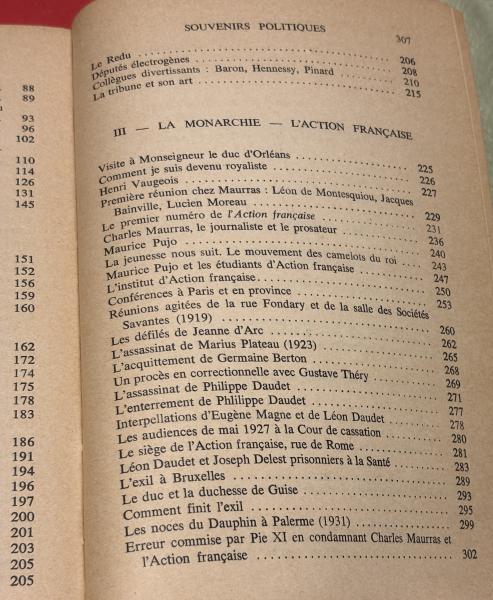 88
89
93
96
102
110
114
126
131
145
151
152
156
159
160
162
172
174
175
178
183
186
191
194
196
197
200
201
203
205
205
SOUVENIRS POLITIQUES
307
Le Redu ........ 206
Députés électrogènes ........ 208
Collègues divertissants : Baron, Hennessy, Pinard ........ 210
La tribune et son art ........ 215
III — LA MONARCHIE — L'ACTION FRANÇAISE
Visite à Monseigneur le duc d'Orléans ........ 225
Comment je suis devenu royaliste ........ 226
Henri Vaugeois ........ 227
Première réunion chez Maurras : Léon de Montesquiou, Jacques
Bainville, Lucien Moreau ........ 229
Le premier numéro de l'Action française ........ 231
Charles Maurras, le journaliste et le prosateur ........ 236
Maurice Pujo ........ 240
La jeunesse nous suit. Le mouvement des camelots du roi .... 243
Maurice Pujo et les étudiants d'Action française ........ 247
L'institut d'Action française ........ 250
Conférences à Paris et en province ........ 253
Réunions agitées de la rue Fondary et de la salle des Sociétés
Savantes (1919) ........ 260
Les défilés de Jeanne d'Arc ........ 262
L'assassinat de Marius Plateau (1923) ........ 265
L'acquittement de Germaine Berton ........ 268
Un procès en correctionnelle avec Gustave Théry ........ 269
L'assassinat de Philippe Daudet ........ 271
L'enterrement de Philippe Daudet ........ 277
Interpellations d'Eugène Magne et de Léon Daudet ........ 278
Les audiences de mai 1927 à la Cour de cassation ........ 280
Le siège de l'Action française, rue de Rome ........ 281
Léon Daudet et Joseph Delest prisonniers à la Santé ........ 283
L'exil à Bruxelles ........ 289
Le duc et la duchesse de Guise ........ 293
Comment finit l'exil ........ 295
Les noces du Dauphin à Palerme (1931) ........ 299
Erreur commise par Pie XI en condamnant Charles Maurras et
l'Action française ........ 302